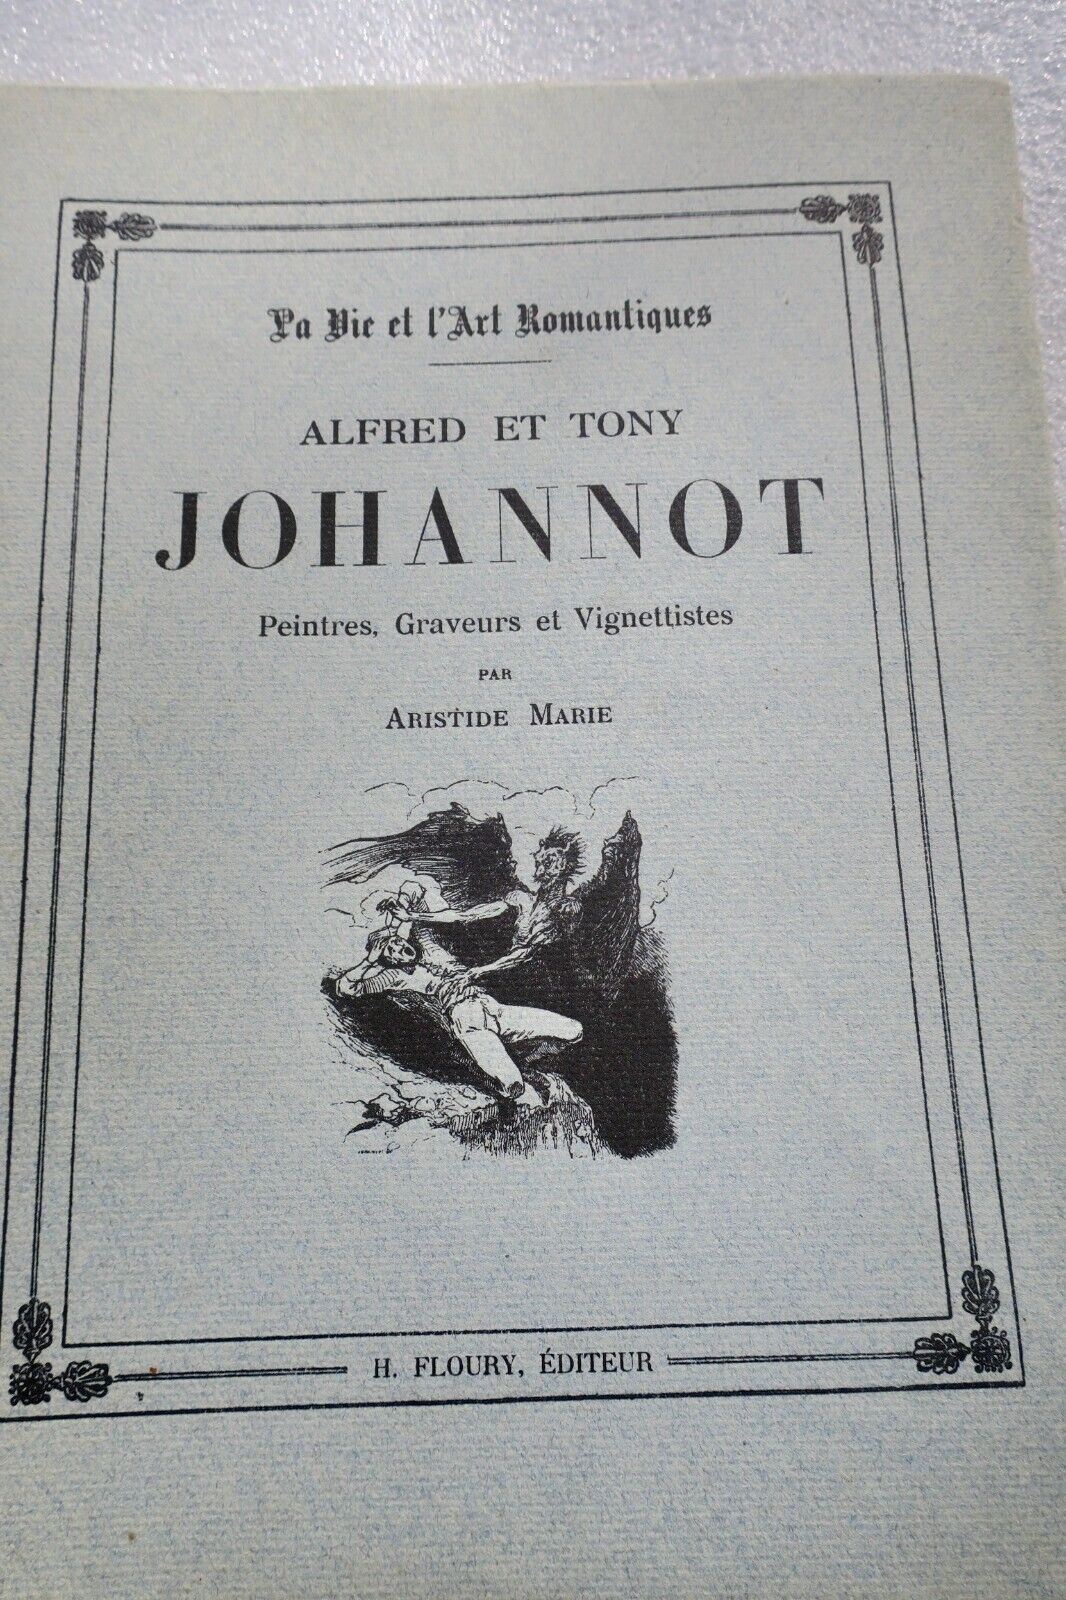 La Vie et l'Art Romantiques
ALFRED ET TONY
JOHANNOT
Peintres, Graveurs et Vignettistes
PAR
ARISTIDE MARIE
H. FLOURY, ÉDITEUR